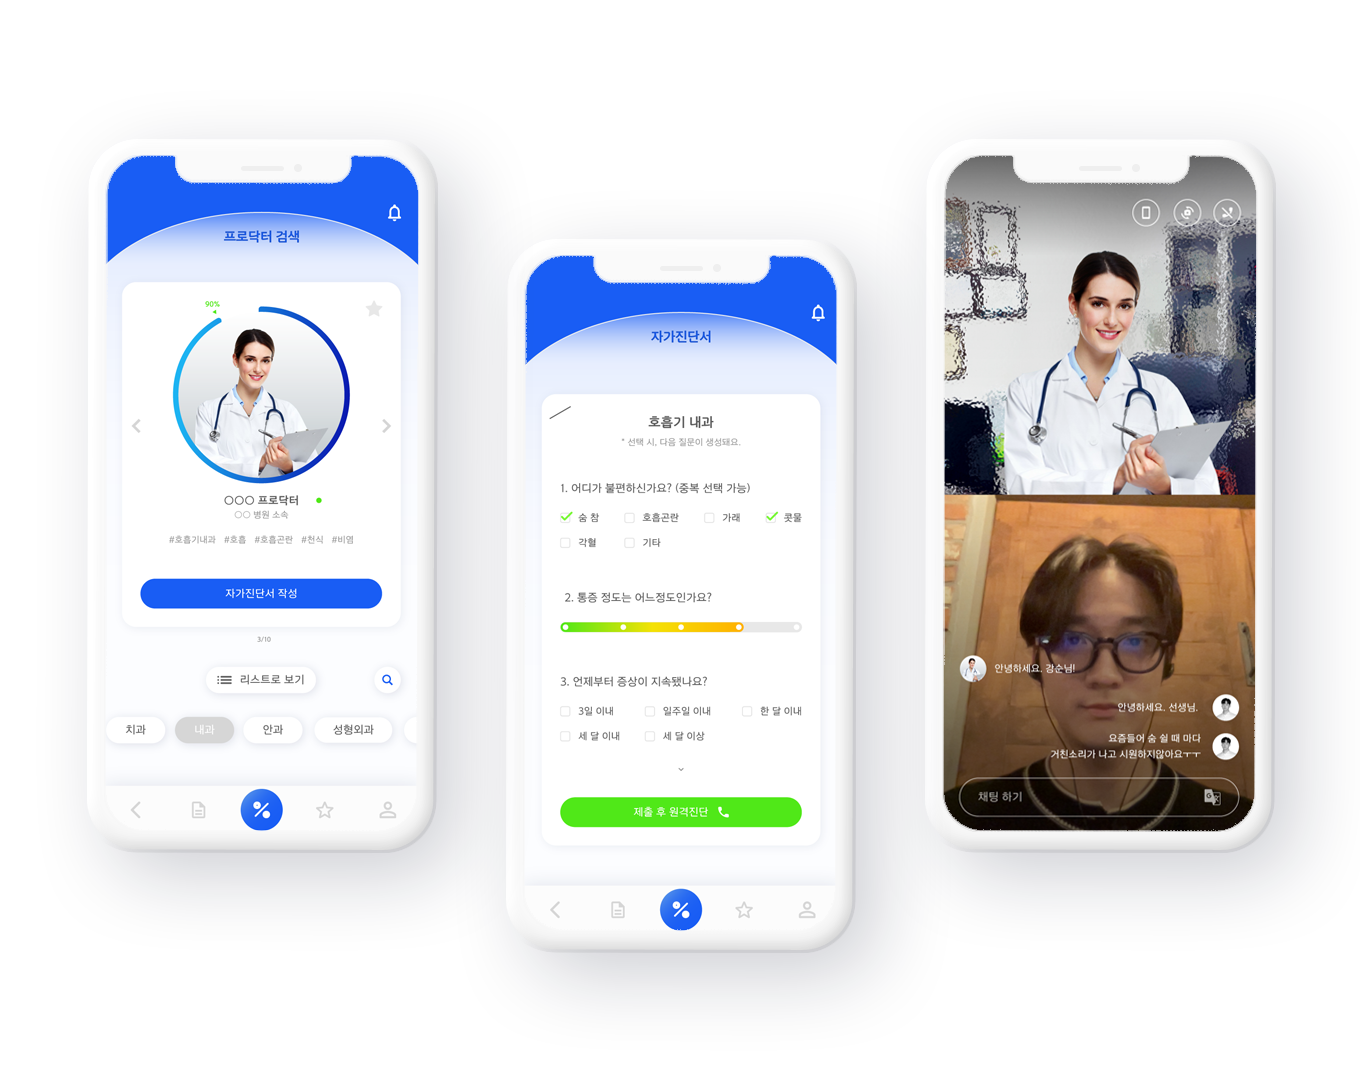 프로닥터 검색
90%
○○○ 프로닥터
○○ 병원 소속
#호흡기내과 #호흡 #호흡곤란 #천식 #비염
자가진단서 작성
3/10
리스트로 보기
치과 내과 안과 성형외과
자가진단서
호흡기 내과
* 선택 시, 다음 질문이 생성돼요.
1. 어디가 불편하신가요? (중복 선택 가능)
숨 참 호흡곤란 가래 콧물
각혈 기타
2. 통증 정도는 어느정도인가요?
3. 언제부터 증상이 지속됐나요?
3일 이내 일주일 이내 한 달 이내
세 달 이내 세 달 이상
제출 후 원격진단
안녕하세요. 강순님!
안녕하세요. 선생님.
요즘들어 숨 쉴 때 마다
거친소리가 나고 시원하지않아요ㅜㅜ
채팅 하기